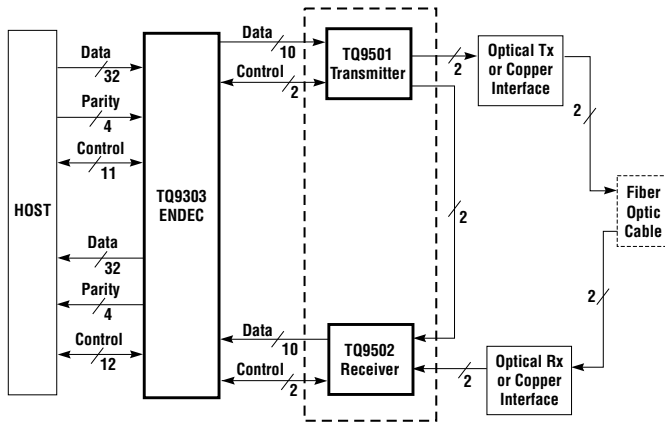 HOST
Data
32
Parity
4
Control
11
Data
32
Parity
4
Control
12
TQ9303
ENDEC
Data
10
Control
2
Data
10
Control
2
TQ9501
Transmitter
2
2
TQ9502
Receiver
2
Optical Tx
or Copper
Interface
2
Fiber
Optic
Cable
2
Optical Rx
or Copper
Interface